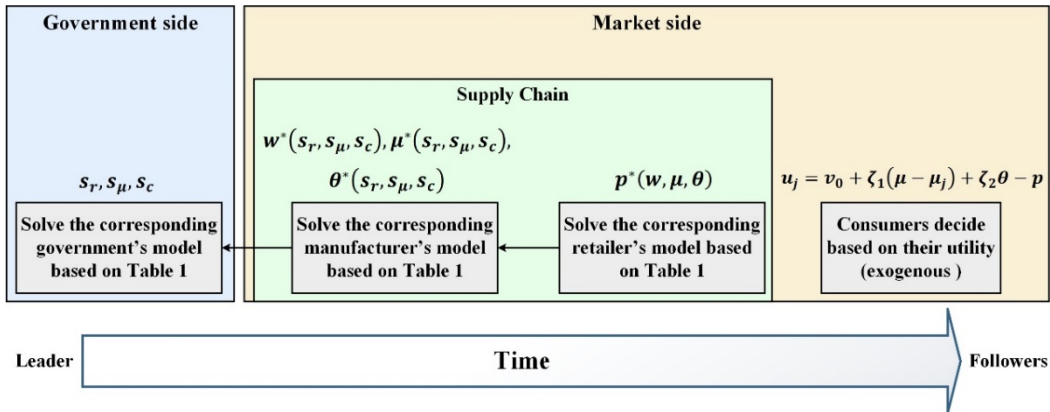 Government side
Market side
Supply Chain
w*(s_r, s_μ, s_c), μ*(s_r, s_μ, s_c),
s_r, s_μ, s_c
θ*(s_r, s_μ, s_c)
p*(w, μ, θ)
u_j = v_0 + ζ_1(μ − μ_j) + ζ_2θ − p
Solve the corresponding
government's model
based on Table 1
Solve the corresponding
manufacturer's model
based on Table 1
Solve the corresponding
retailer's model based
on Table 1
Consumers decide
based on their utility
(exogenous )
Leader
Time
Followers